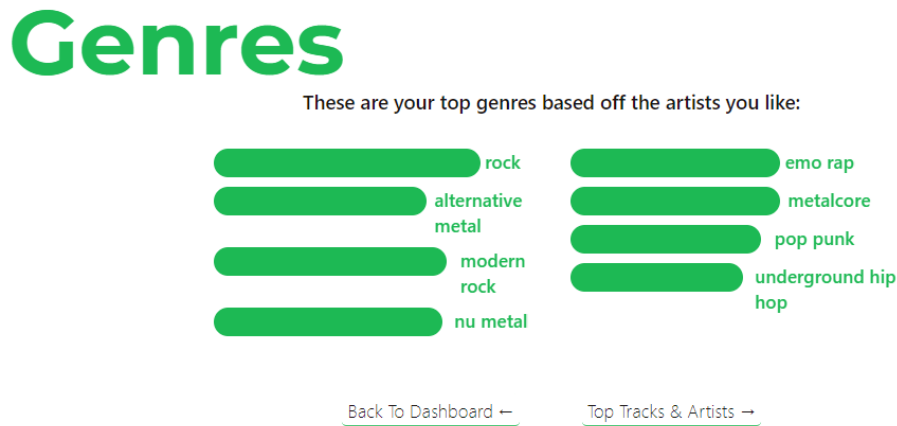 Genres
These are your top genres based off the artists you like:
rock
alternative
metal
modern
rock
nu metal
emo rap
metalcore
pop punk
underground hip
hop
Back To Dashboard ←
Top Tracks & Artists →